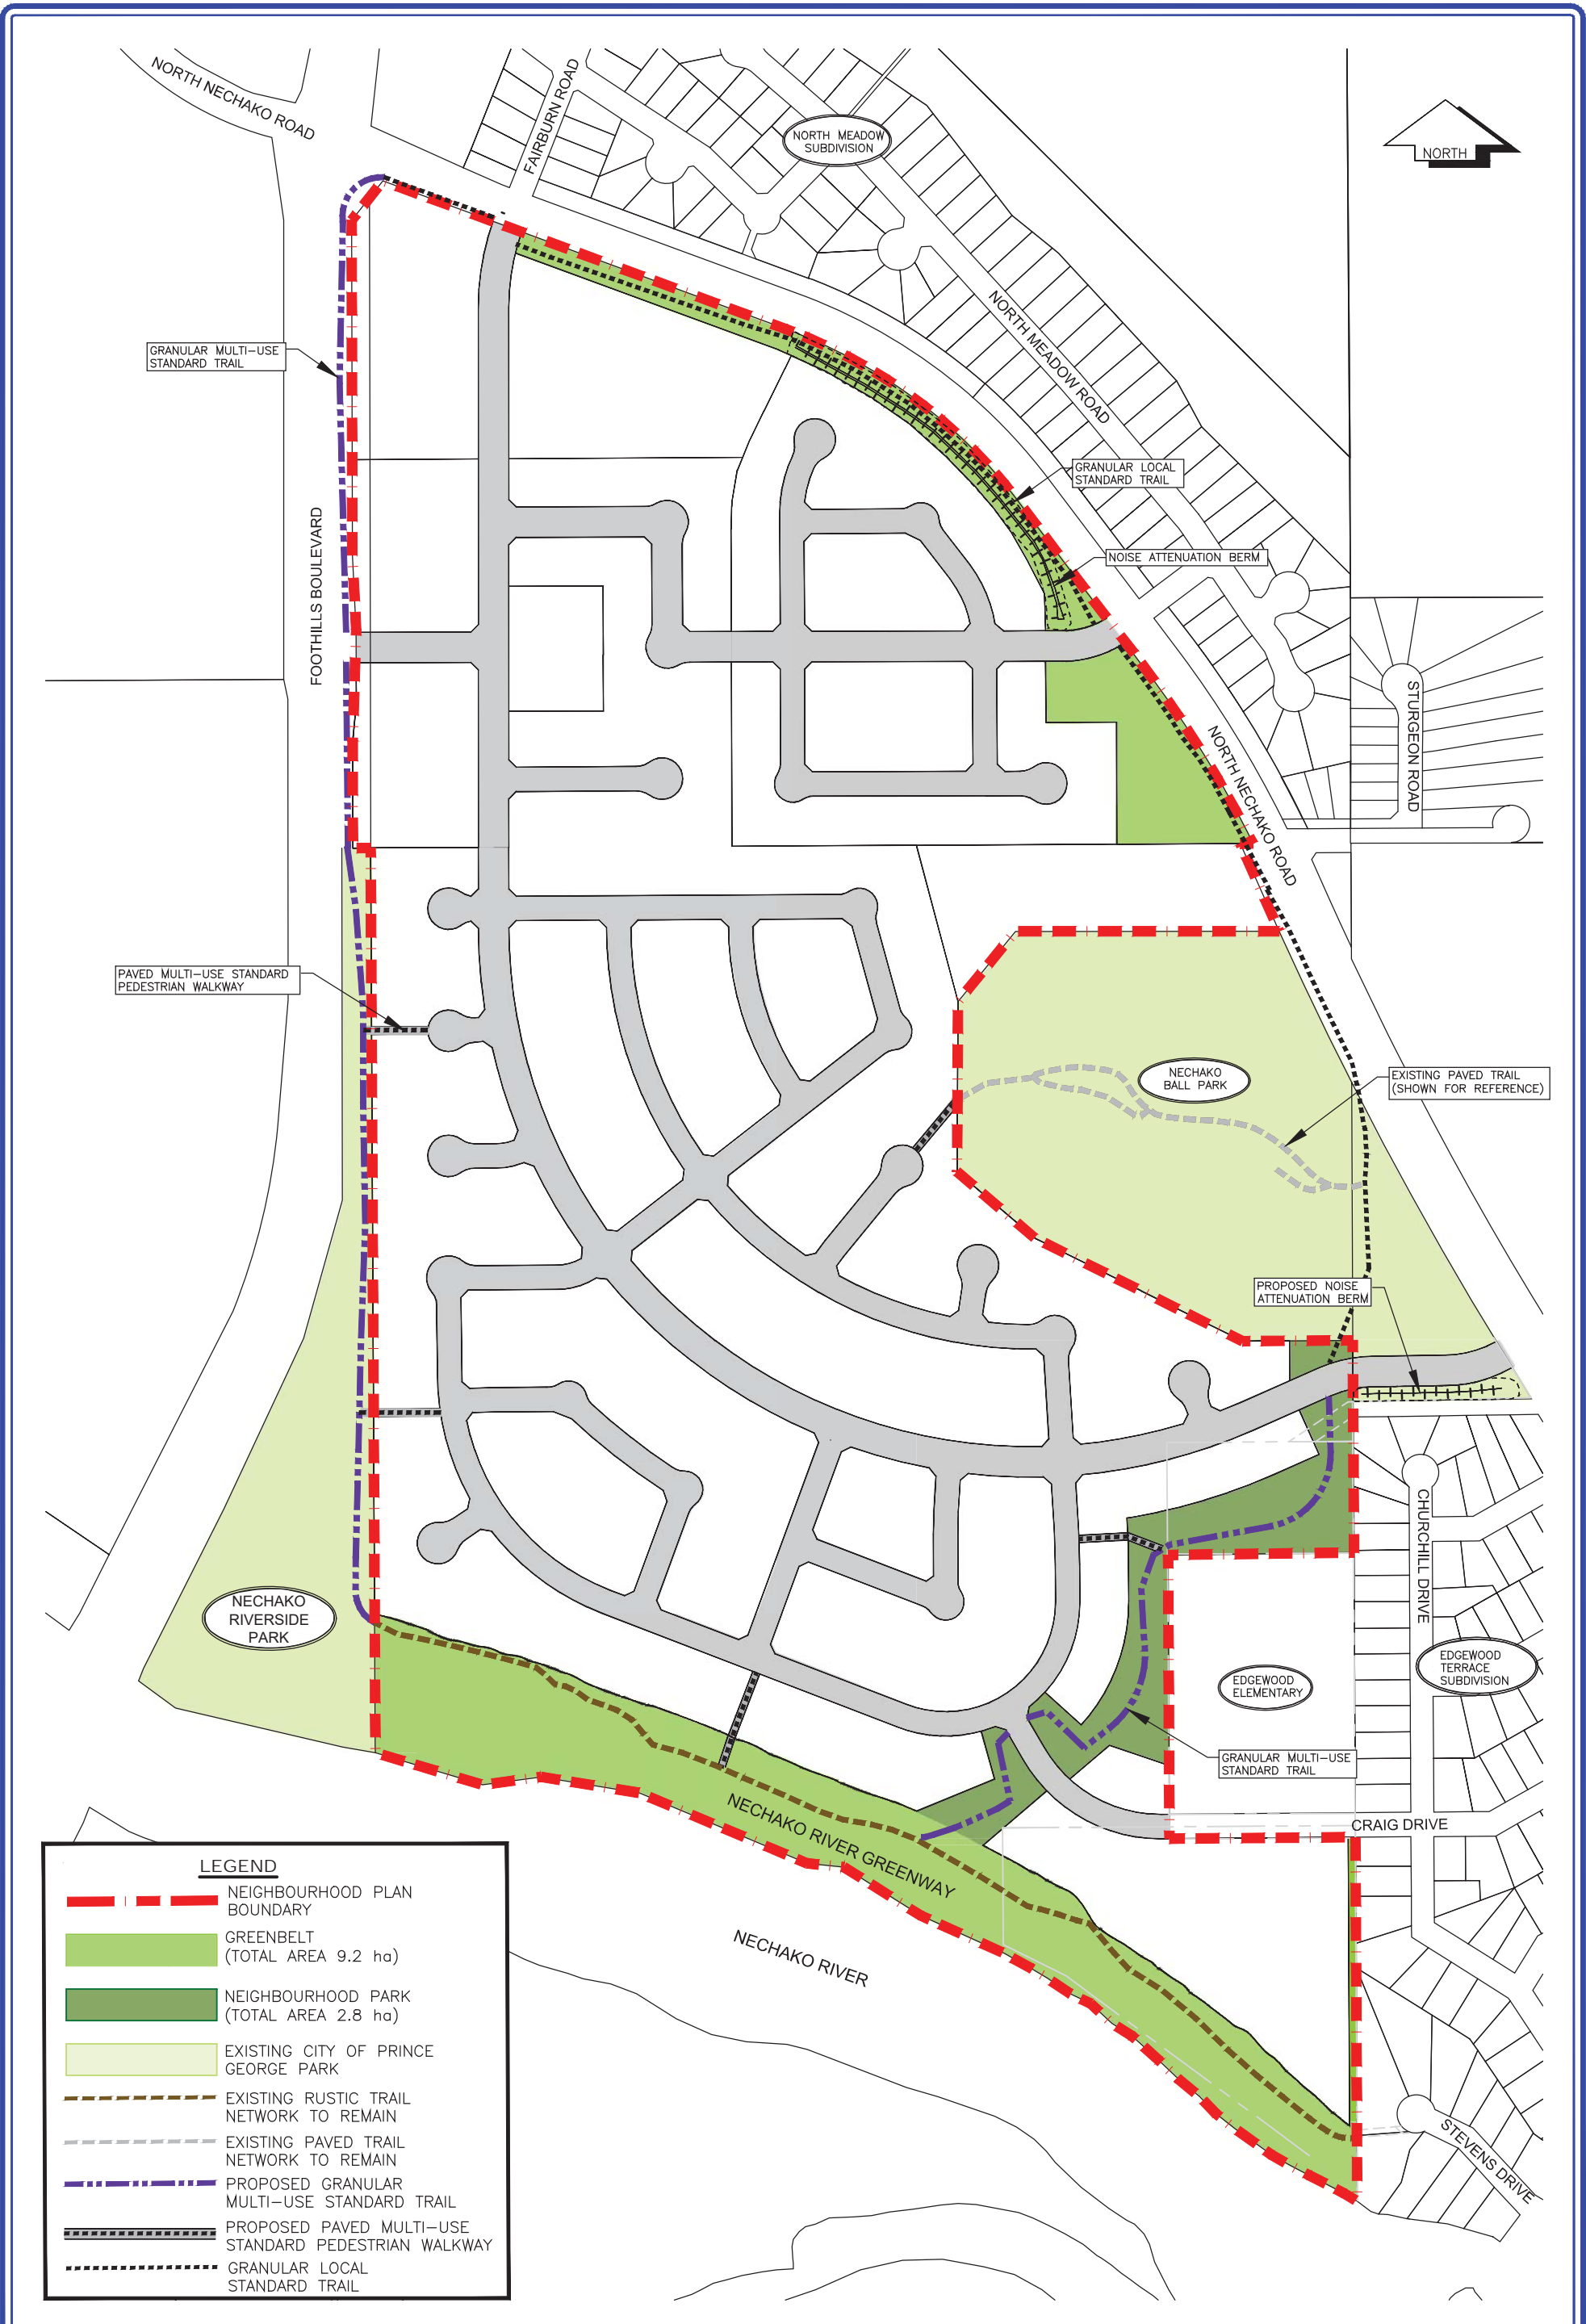 NORTH NECHAKO ROAD
FAIRBURN ROAD
NORTH MEADOW
SUBDIVISION
NORTH
NORTH MEADOW ROAD
GRANULAR MULTI-USE
STANDARD TRAIL
GRANULAR LOCAL
STANDARD TRAIL
NOISE ATTENUATION BERM
FOOTHILLS BOULEVARD
STURGEON ROAD
NORTH NECHAKO ROAD
PAVED MULTI-USE STANDARD
PEDESTRIAN WALKWAY
NECHAKO
BALL PARK
EXISTING PAVED TRAIL
(SHOWN FOR REFERENCE)
PROPOSED NOISE
ATTENUATION BERM
CHURCHILL DRIVE
NECHAKO
RIVERSIDE
PARK
EDGEWOOD
TERRACE
SUBDIVISION
EDGEWOOD
ELEMENTARY
GRANULAR MULTI-USE
STANDARD TRAIL
CRAIG DRIVE
NECHAKO RIVER GREENWAY
NECHAKO RIVER
STEVENS DRIVE
LEGEND
NEIGHBOURHOOD PLAN
BOUNDARY
GREENBELT
(TOTAL AREA 9.2 ha)
NEIGHBOURHOOD PARK
(TOTAL AREA 2.8 ha)
EXISTING CITY OF PRINCE
GEORGE PARK
EXISTING RUSTIC TRAIL
NETWORK TO REMAIN
EXISTING PAVED TRAIL
NETWORK TO REMAIN
PROPOSED GRANULAR
MULTI-USE STANDARD TRAIL
PROPOSED PAVED MULTI-USE
STANDARD PEDESTRIAN WALKWAY
GRANULAR LOCAL
STANDARD TRAIL